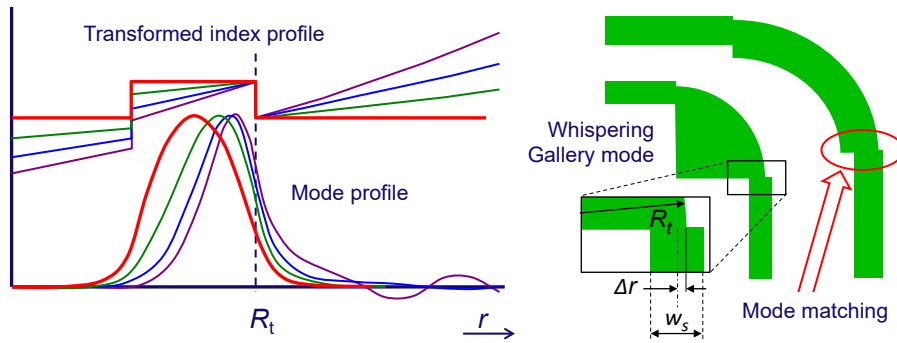 Transformed index profile
Mode profile
R_t
r
Whispering
Gallery mode
R_t
Δr
w_s
Mode matching